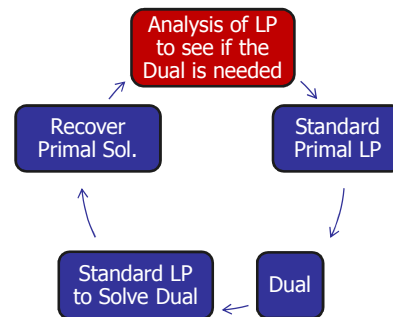 Analysis of LP
to see if the
Dual is needed
Recover
Primal Sol.
Standard
Primal LP
Standard LP
to Solve Dual
Dual